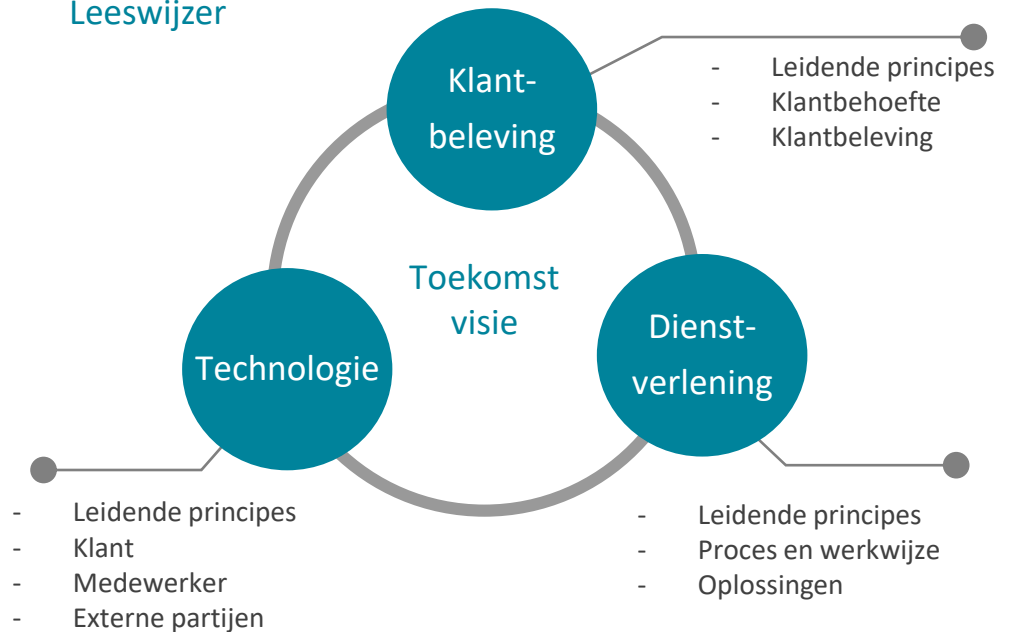 Leeswijzer
Klant-
beleving
- Leidende principes
- Klantbehoefte
- Klantbeleving
Toekomst
visie
Technologie
Dienst-
verlening
- Leidende principes
- Klant
- Medewerker
- Externe partijen
- Leidende principes
- Proces en werkwijze
- Oplossingen